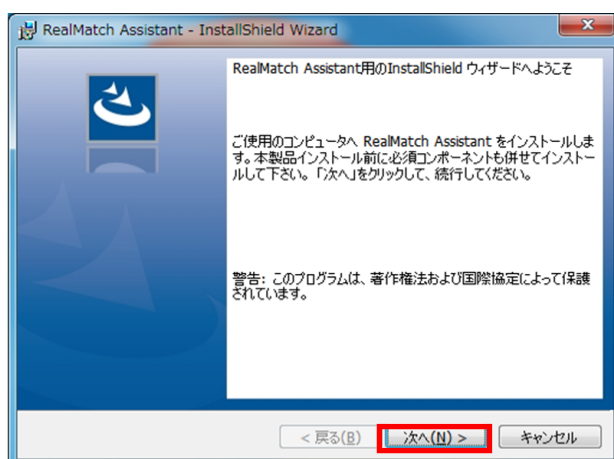 RealMatch Assistant - InstallShield Wizard
RealMatch Assistant用のInstallShield ウィザードへようこそ
ご使用のコンピュータへ RealMatch Assistant をインストールしま
す。本製品インストール前に必須コンポーネントも併せてインストー
ルして下さい。「次へ」をクリックして、続行してください。
警告: このプログラムは、著作権法および国際協定によって保護
されています。
< 戻る(B) 次へ(N) > キャンセル